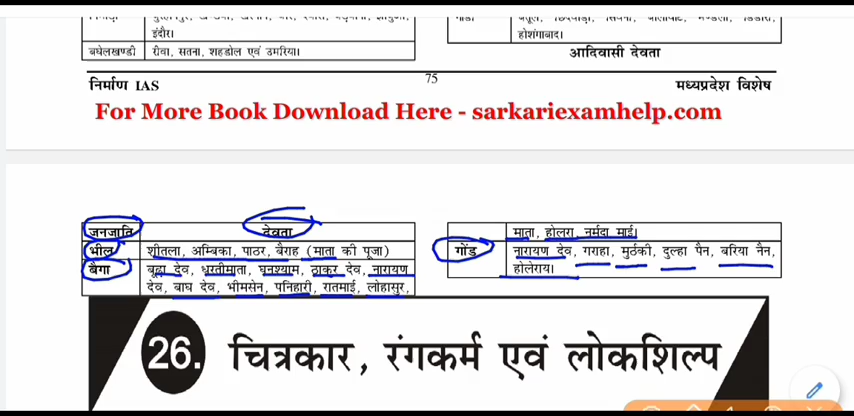 इंदौर।
बघेलखण्डी रीवा, सतना, शहडोल एवं उमरिया।
होशंगाबाद।
आदिवासी देवता
निर्माण IAS 75 मध्यप्रदेश विशेष
For More Book Download Here - sarkariexamhelp.com
जनजाति देवता
भील शीतला, अम्बिका, पाठर, बैराह (माता की पूजा)
बैगा बूढ़ा देव, धरतीमाता, घनश्याम, ठाकुर देव, नारायण
देव, बाघ देव, भीमसेन, पनिहारी, रातमाई, लोहासुर,
माता, होलरा, नर्मदा माई।
गोंड नारायण देव, गराहा, मुर्ठकी, दुल्हा पैन, बरिया नैन,
होलेराय।
26. चित्रकार, रंगकर्म एवं लोकशिल्प